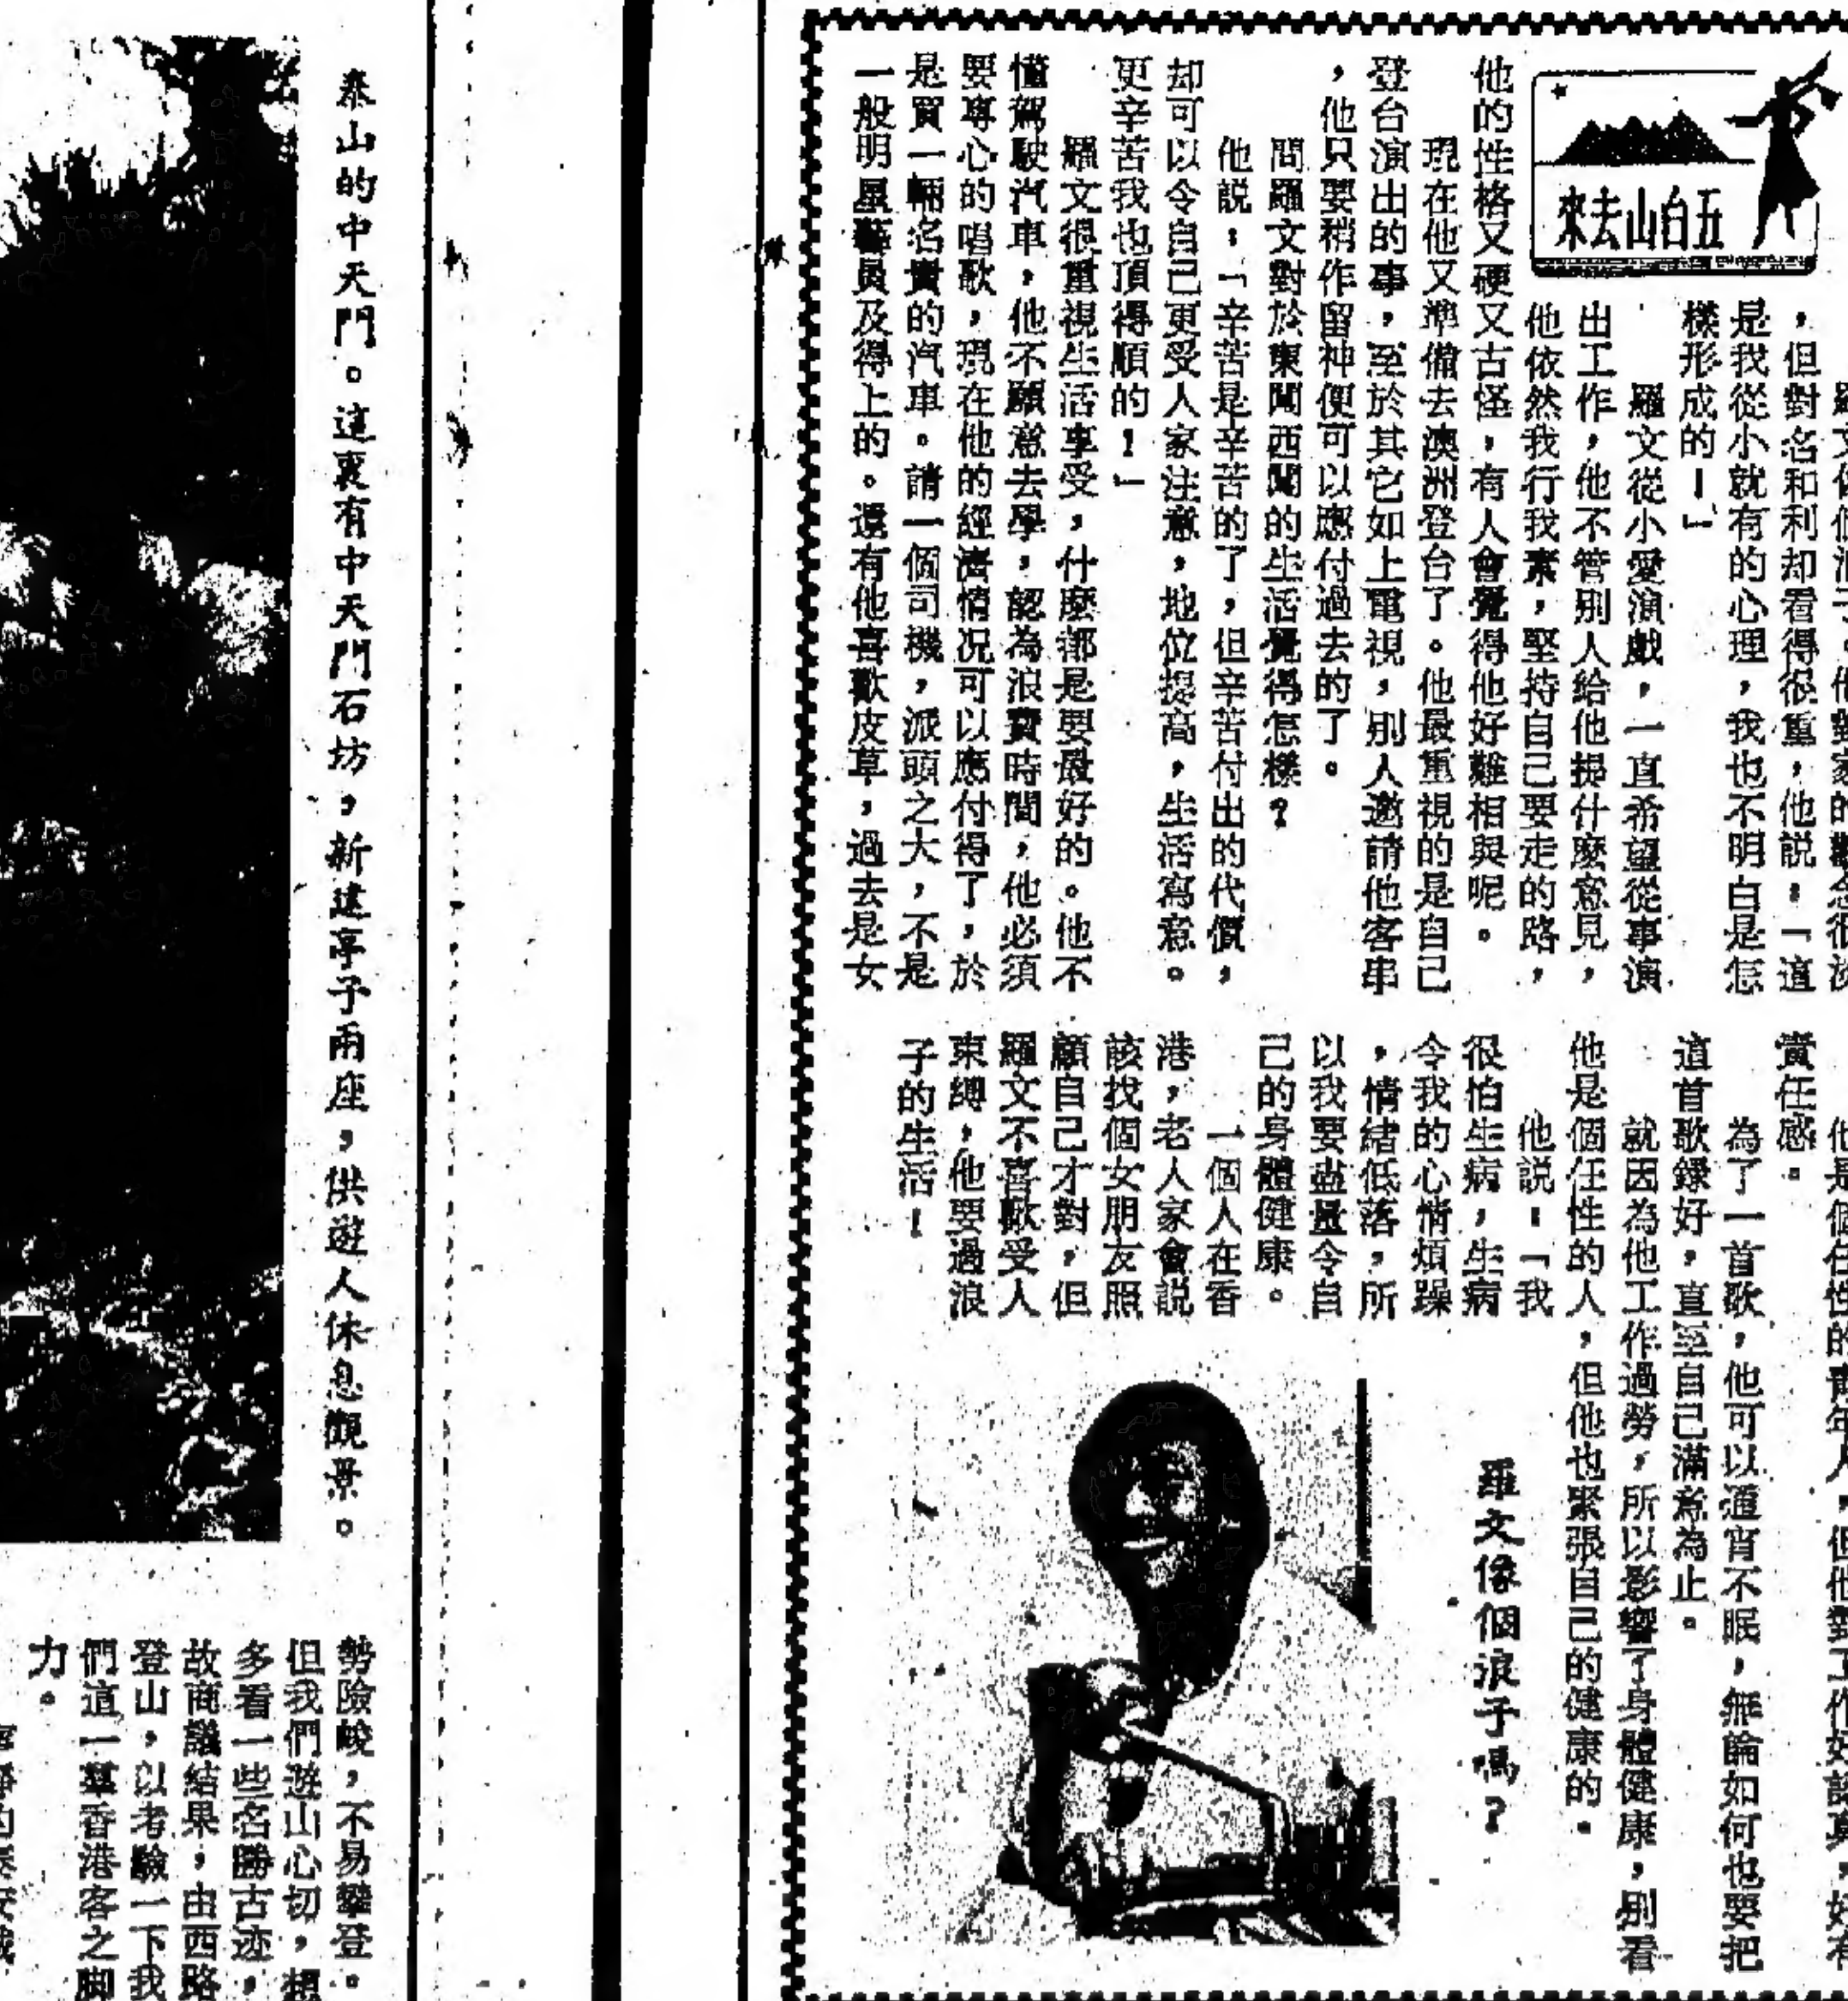 來去山台五
，但對名和利却看得很重，他説：「這
是我從小就有的心理，我也不明白是怎
樣形成的！」
羅文從小愛演戲，一直希望從事演
出工作，他不管別人給他提什麼意見，
他依然我行我素，堅持自己要走的路，
他的性格又硬又古怪，有人會覺得他好難相與呢。
現在他又準備去澳洲登台了。他最重視的是自己
登台演出的事，至於其它如上電視，別人邀請他客串
，他只要稍作留神便可以應付過去的了。
問羅文對於東闖西闖的生活覺得怎樣？
他説：「辛苦是辛苦的了，但辛苦付出的代價，
却可以令自己更受人家注意，地位提高，生活寫意。
更辛苦我也頂得順的！」
羅文很重視生活享受，什麼都是要最好的。他不
懂駕駛汽車，他不願意去學，認為浪費時間，他必須
要專心的唱歌，現在他的經濟情況可以應付得了，於
是買一輛名貴的汽車。請一個司機，派頭之大，不是
一般明星藝員及得上的。還有他喜歡皮草，過去是女
責任感。
為了一首歌，他可以通宵不眠，無論如何也要把
這首歌錄好，直至自己滿意為止。
就因為他工作過勞，所以影響了身體健康，別看
他是個任性的人，但他也緊張自己的健康的。
他説：「我
很怕生病，生病
令我的心情煩躁
，情緒低落，所
以我要盡量令自
己的身體健康。
一個人在香
港，老人家會説
該找個女朋友照
顧自己才對，但
羅文不喜歡受人
束縛，他要過浪
子的生活！
羅文像個浪子嗎？
泰山的中天門。這裏有中天門石坊，新建亭子兩座，供遊人休息觀景。
勢險峻，不易攀登。
但我們遊山心切，想
多看一些名勝古迹，
故商議結果，由西路
登山，以考驗一下我
們這一羣香港客之脚
力。